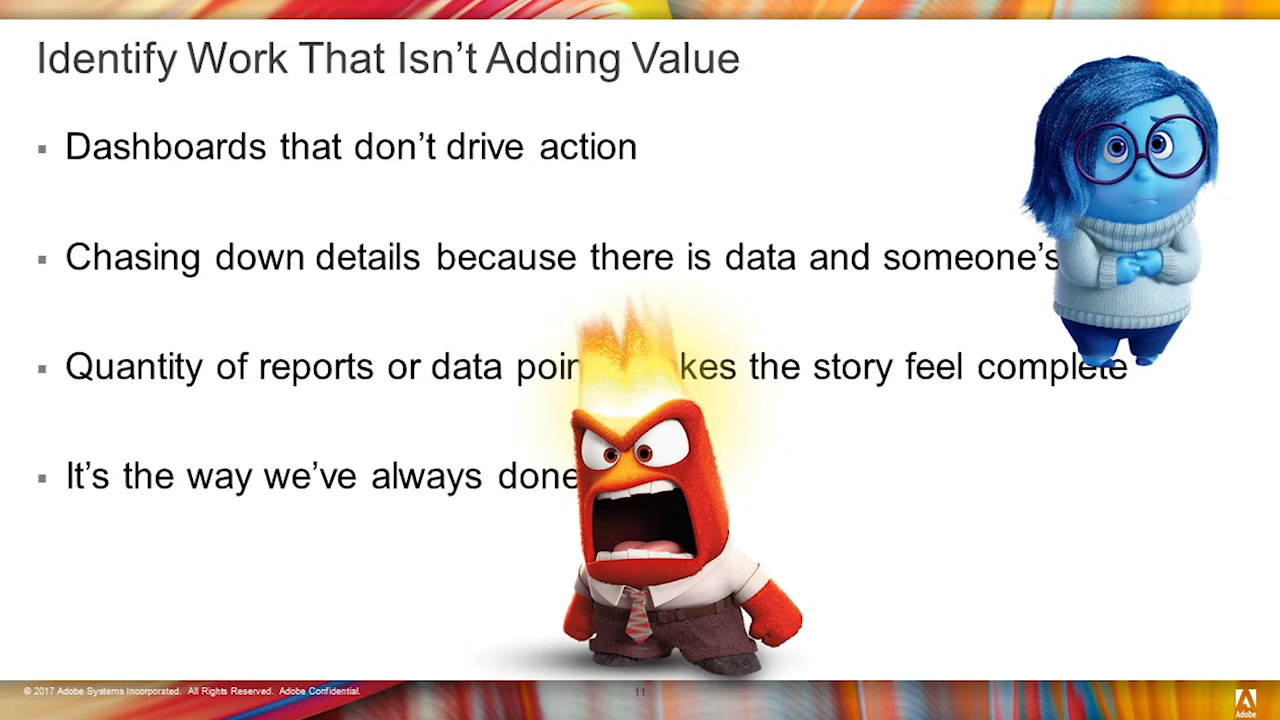 Identify Work That Isn’t Adding Value
▪ Dashboards that don’t drive action
▪ Chasing down details because there is data and someone’s
▪ Quantity of reports or data the story feel complete
▪ It’s the way we’ve always done
© 2017 Adobe Systems Incorporated. All Rights Reserved. Adobe Confidential.
11
Adobe